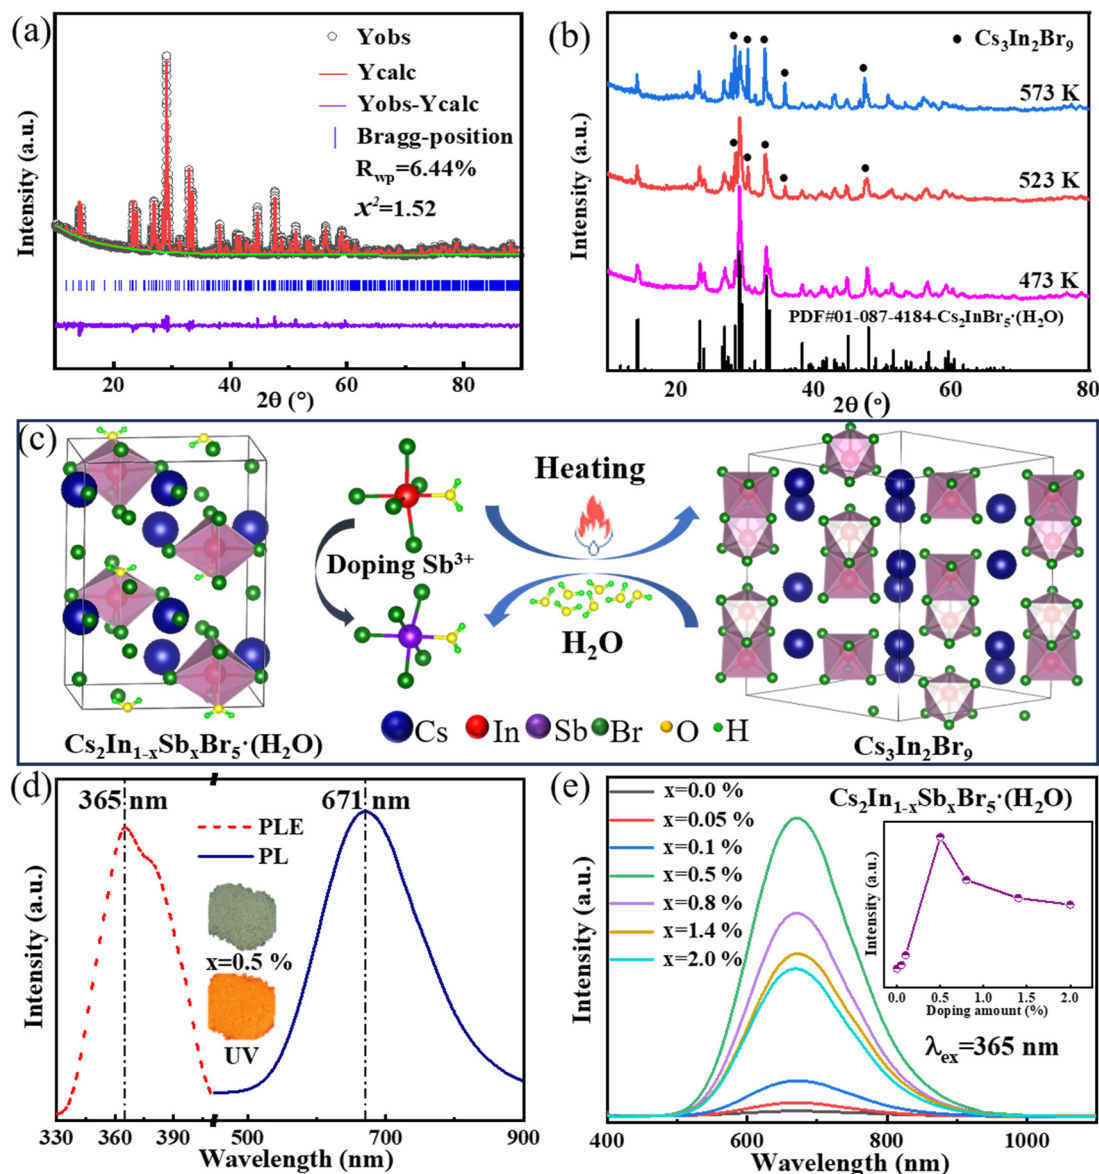 (a)
Yobs
Ycalc
Yobs-Ycalc
Bragg-position
R_wp=6.44%
x²=1.52
Intensity (a.u.)
20 40 60 80
2θ (°)
(b)
Cs₃In₂Br₉
573 K
523 K
473 K
PDF#01-087-4184-Cs₂InBr₅·(H₂O)
Intensity (a.u.)
20 40 60 80
2θ (°)
(c)
Heating
Doping Sb³⁺
H₂O
Cs In Sb Br O H
Cs₂In₁₋ₓSbₓBr₅·(H₂O)
Cs₃In₂Br₉
(d)
365 nm
671 nm
PLE
PL
x=0.5 %
UV
Intensity (a.u.)
330 360 390 500 700 900
Wavelength (nm)
(e)
x=0.0 %
x=0.05 %
x=0.1 %
x=0.5 %
x=0.8 %
x=1.4 %
x=2.0 %
Cs₂In₁₋ₓSbₓBr₅·(H₂O)
Intensity (a.u.)
0.0 0.5 1.0 1.5 2.0
Doping amount (%)
λ_ex=365 nm
Intensity (a.u.)
400 600 800 1000
Wavelength (nm)